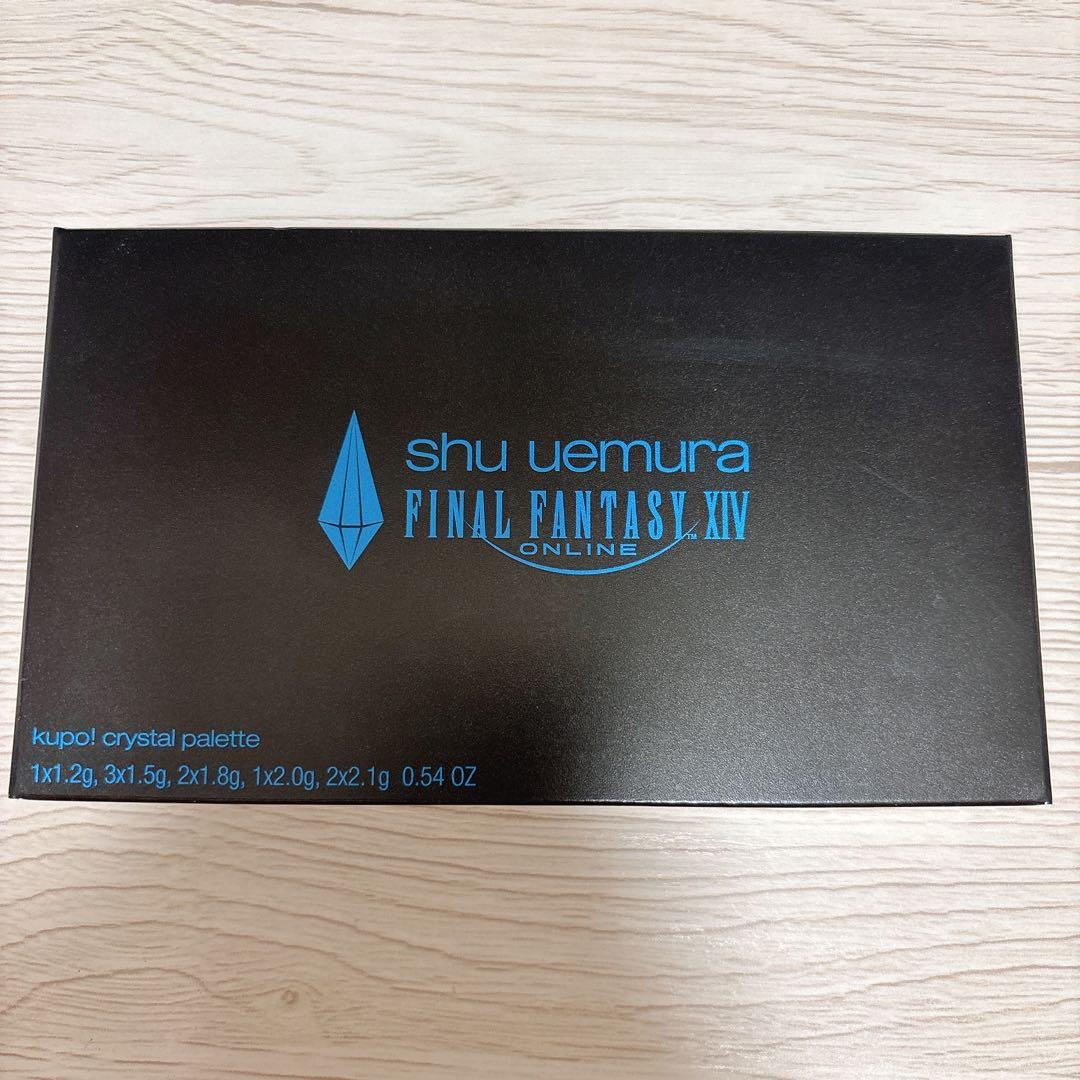 shu uemura
FINAL FANTASY™ XIV
ONLINE
kupo! crystal palette
1x1.2g, 3x1.5g, 2x1.8g, 1x2.0g, 2x2.1g 0.54 OZ